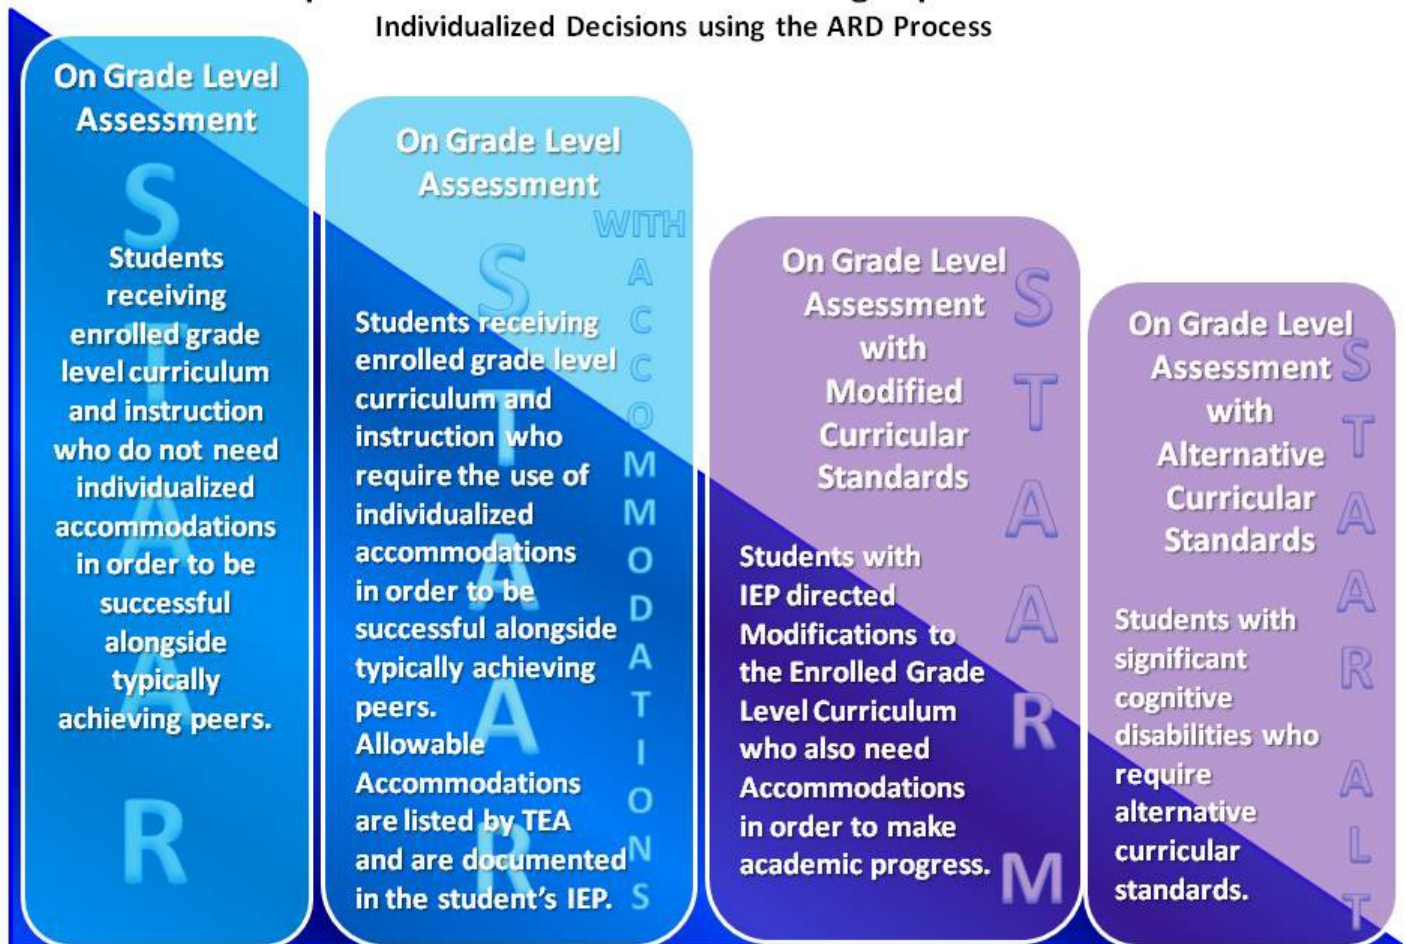 Individualized Decisions using the ARD Process
On Grade Level
Assessment
STAAR
Students
receiving
enrolled grade
level curriculum
and instruction
who do not need
individualized
accommodations
in order to be
successful
alongside
typically
achieving peers.
On Grade Level
Assessment
STAAR
WITH
ACCOMMODATIONS
Students receiving
enrolled grade level
curriculum and
instruction who
require the use of
individualized
accommodations
in order to be
successful alongside
typically achieving
peers.
Allowable
Accommodations
are listed by TEA
and are documented
in the student's IEP.
On Grade Level
Assessment
with
Modified
Curricular
Standards
STAAR M
Students with
IEP directed
Modifications to
the Enrolled Grade
Level Curriculum
who also need
Accommodations
in order to make
academic progress.
On Grade Level
Assessment
with
Alternative
Curricular
Standards
STAAR ALT
Students with
significant
cognitive
disabilities who
require
alternative
curricular
standards.